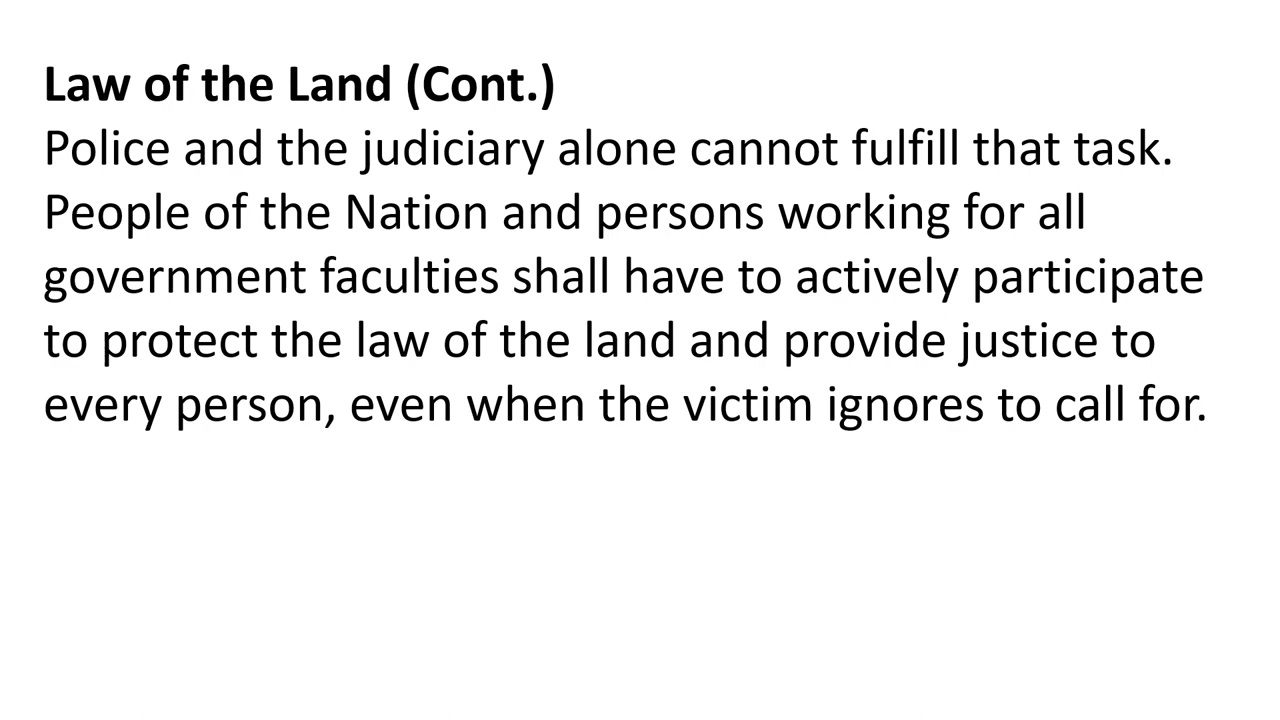 Law of the Land (Cont.)
Police and the judiciary alone cannot fulfill that task.
People of the Nation and persons working for all
government faculties shall have to actively participate
to protect the law of the land and provide justice to
every person, even when the victim ignores to call for.